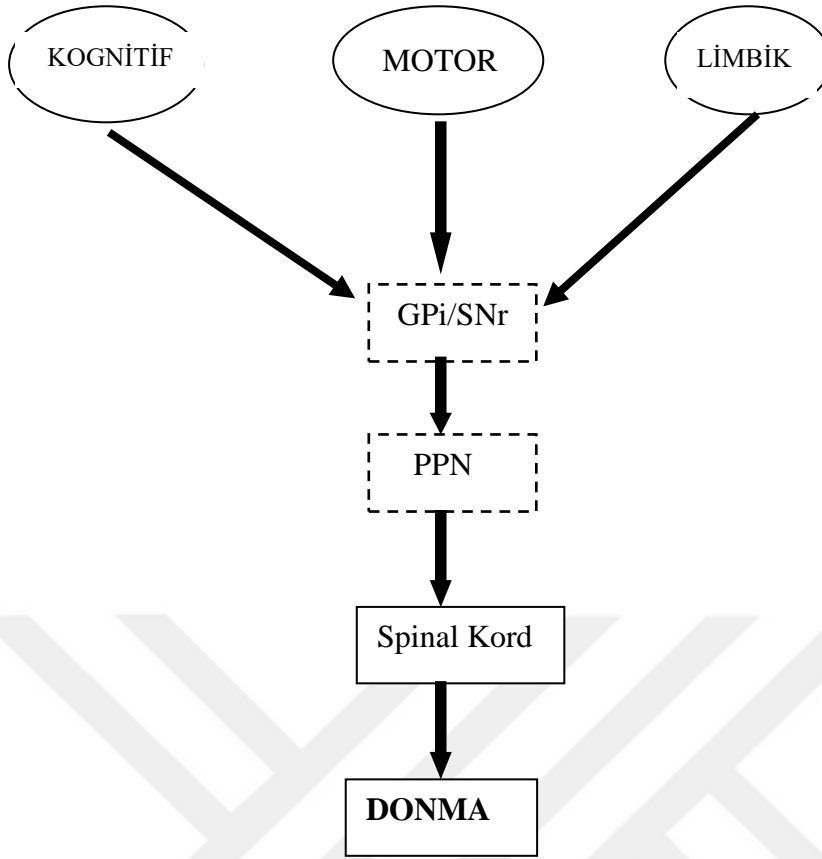 KOGNİTİF
MOTOR
LİMBİK
GPi/SNr
PPN
Spinal Kord
DONMA